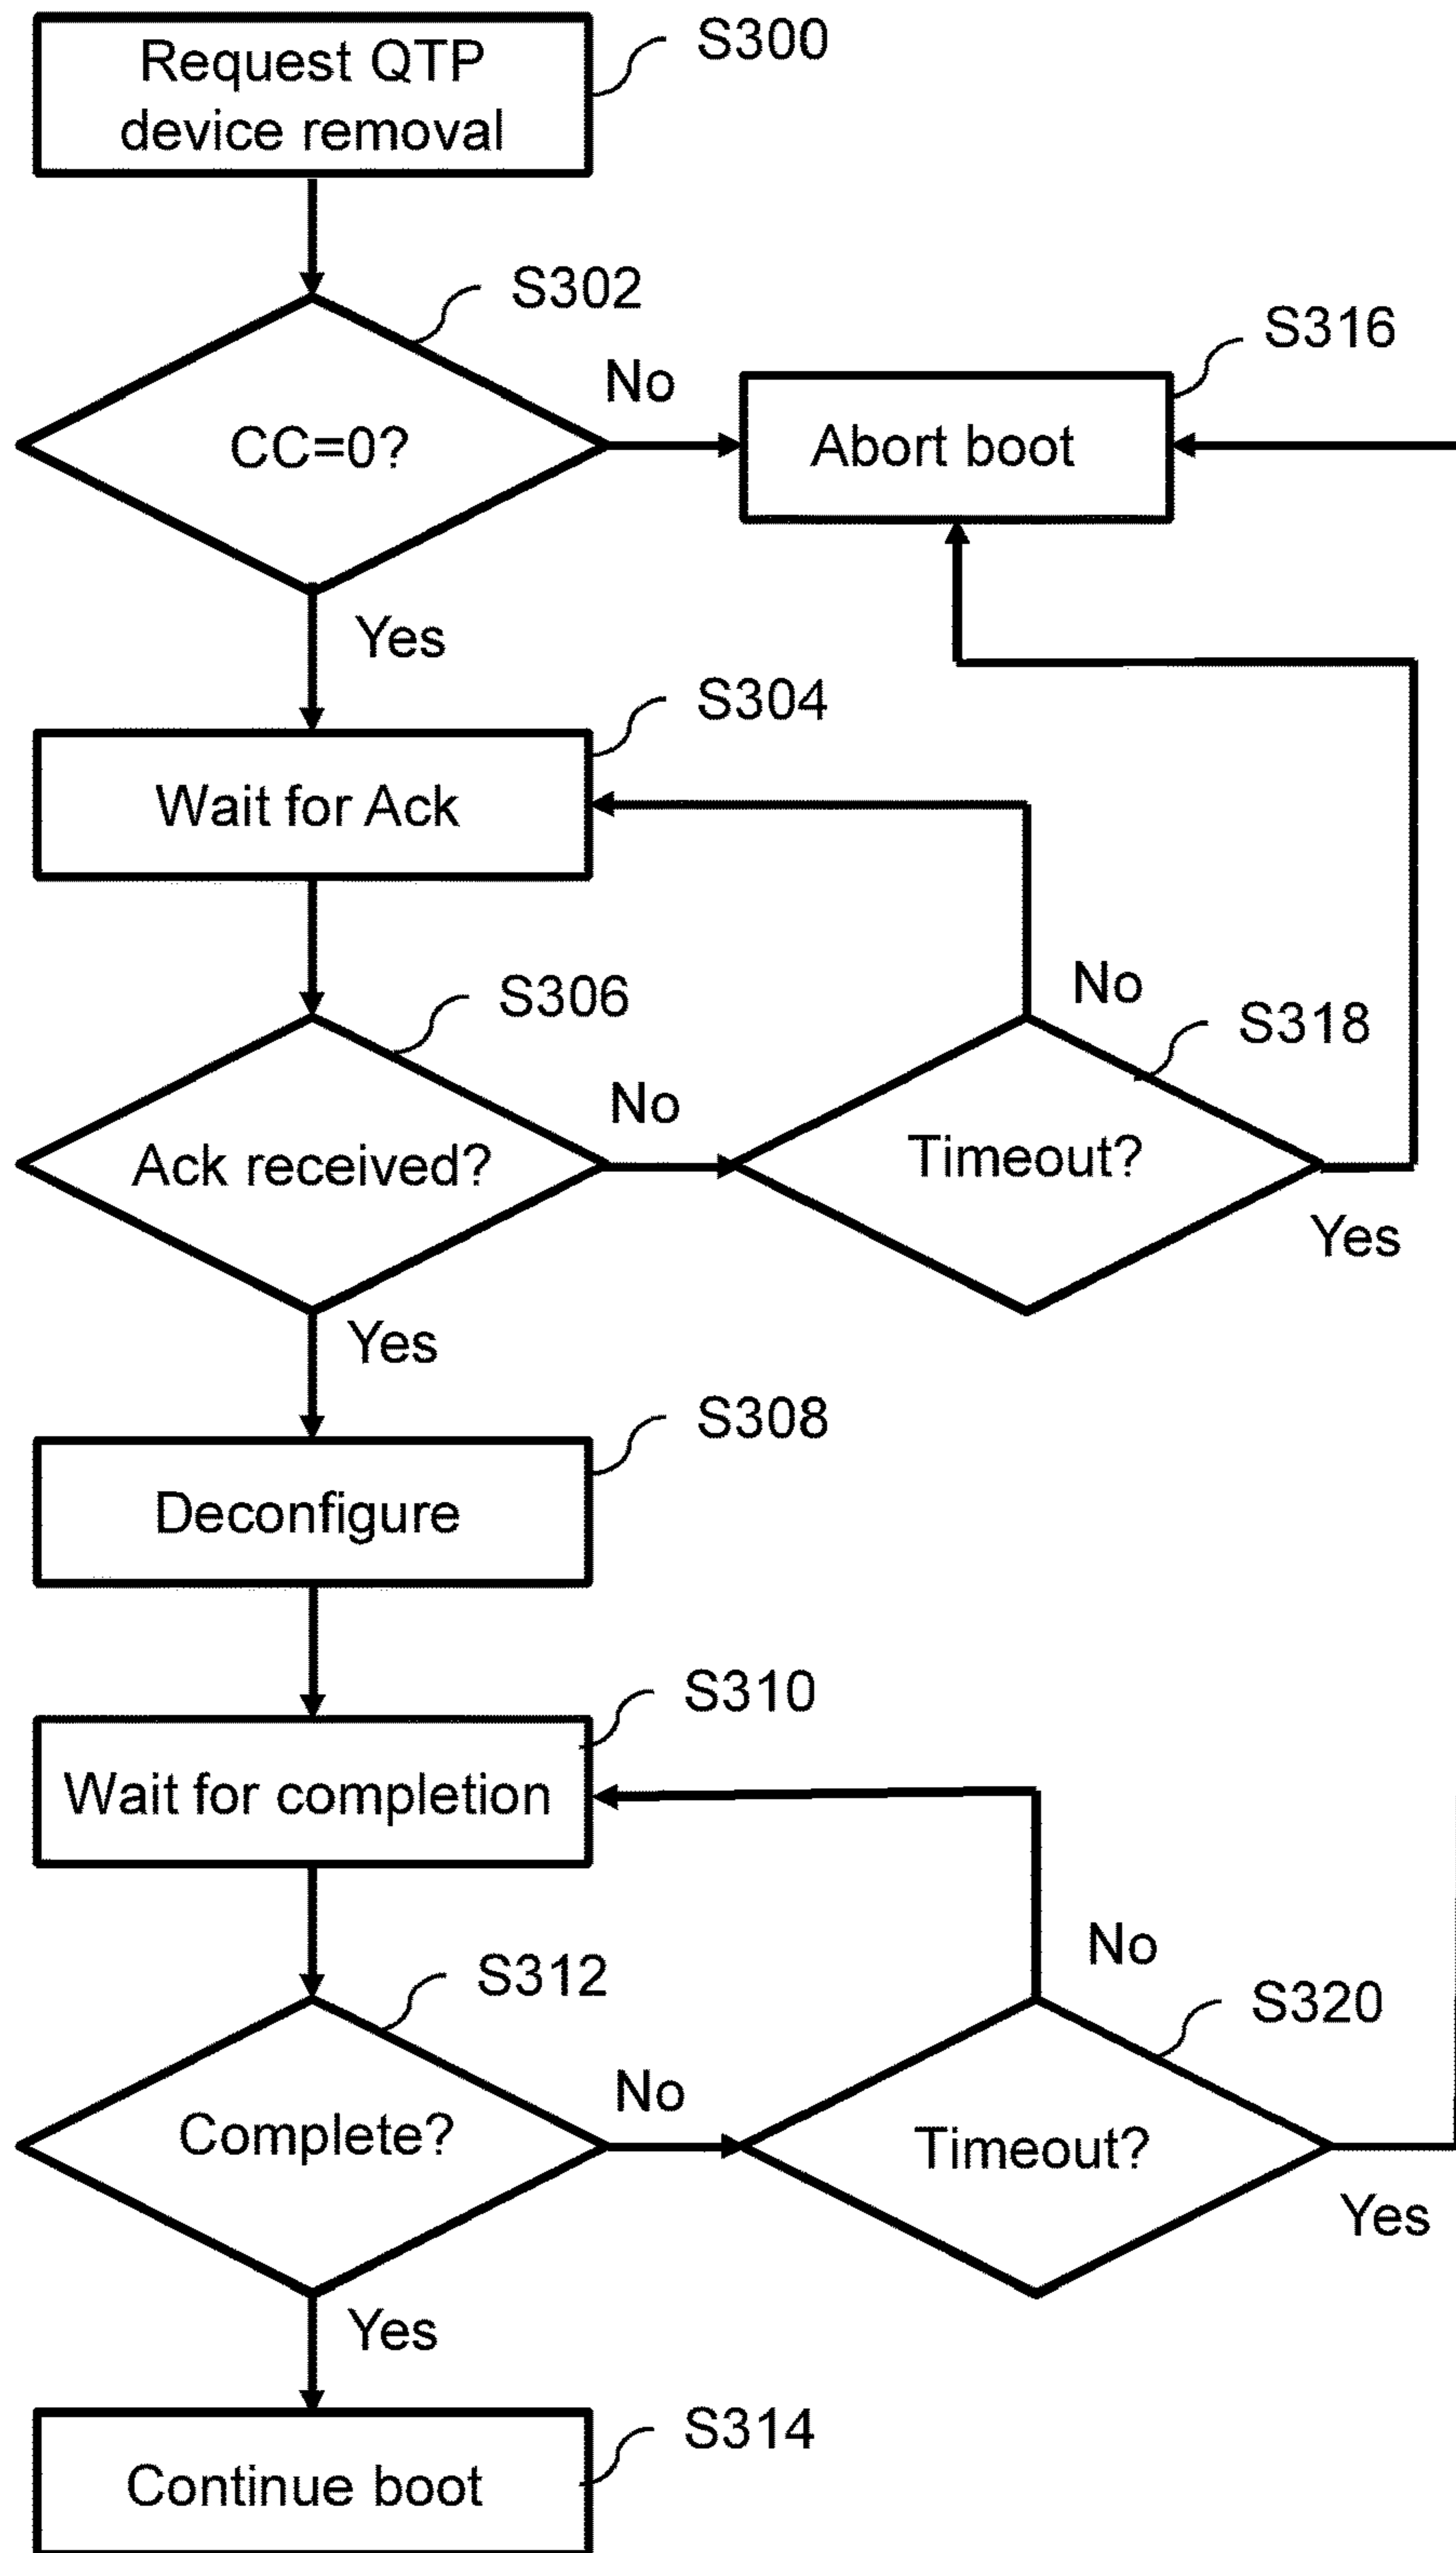 Request QTP
device removal
S300
S302
CC=0?
No
S316
Abort boot
Yes
S304
Wait for Ack
S306
Ack received?
No
No
S318
Timeout?
Yes
Yes
S308
Deconfigure
S310
Wait for completion
S312
Complete?
No
No
S320
Timeout?
Yes
Yes
S314
Continue boot